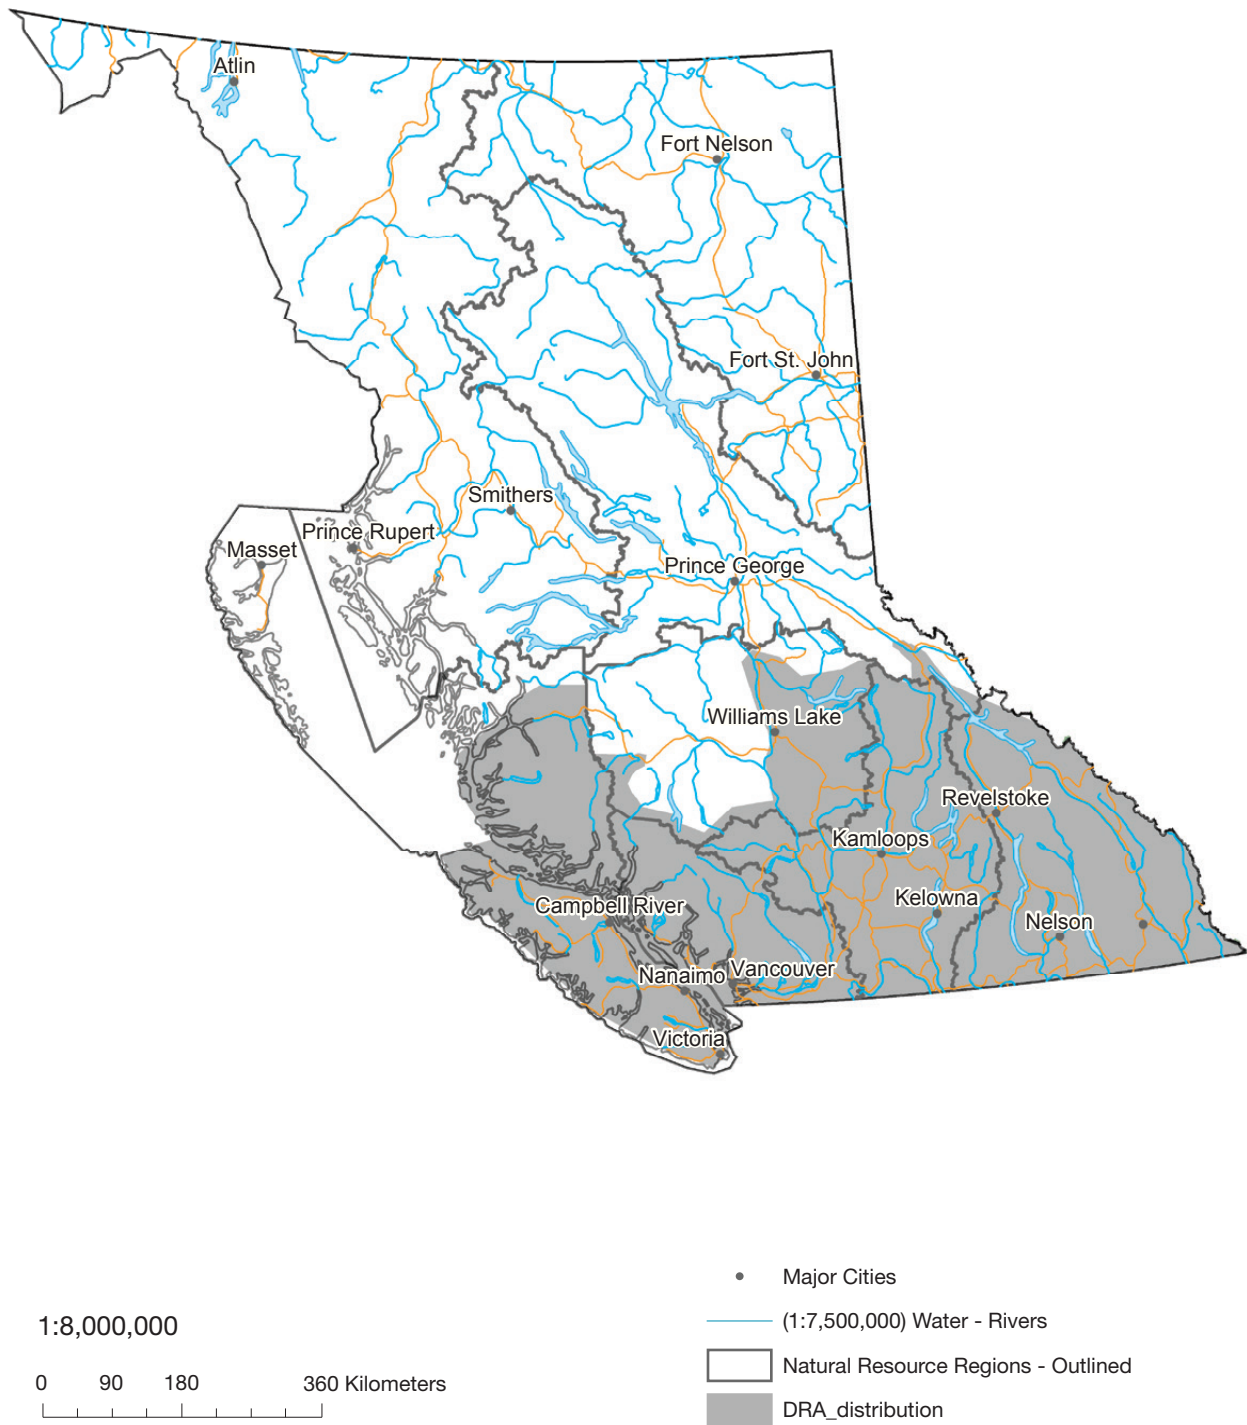 Atlin
Fort Nelson
Fort St. John
Smithers
Prince Rupert
Masset
Prince George
Williams Lake
Revelstoke
Kamloops
Kelowna
Campbell River
Nelson
Nanaimo
Vancouver
Victoria
Major Cities
1:8,000,000
(1:7,500,000) Water - Rivers
Natural Resource Regions - Outlined
0 90 180 360 Kilometers
DRA_distribution